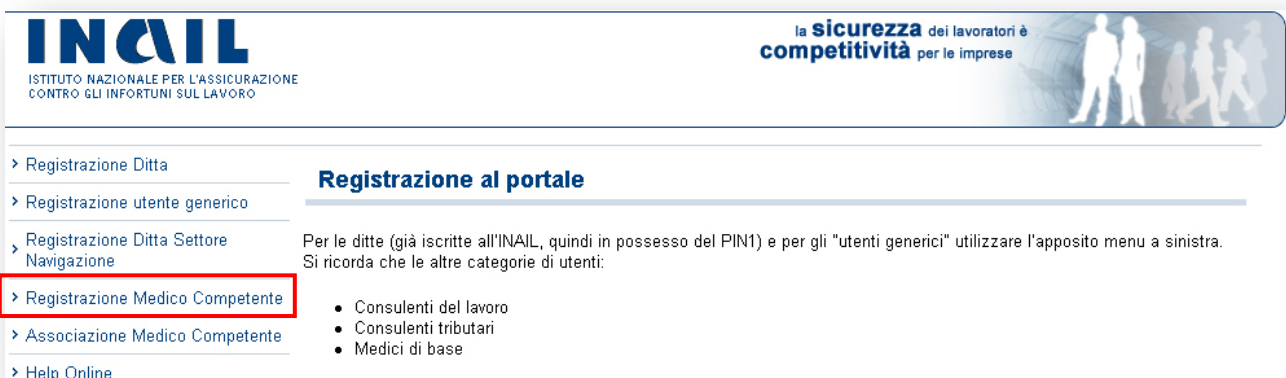 INAIL
ISTITUTO NAZIONALE PER L'ASSICURAZIONE
CONTRO GLI INFORTUNI SUL LAVORO
la sicurezza dei lavoratori è
competitività per le imprese
Registrazione Ditta
Registrazione utente generico
Registrazione Ditta Settore
Navigazione
Registrazione Medico Competente
Associazione Medico Competente
Help Online
Registrazione al portale
Per le ditte (già iscritte all'INAIL, quindi in possesso del PIN1) e per gli "utenti generici" utilizzare l'apposito menu a sinistra.
Si ricorda che le altre categorie di utenti:
• Consulenti del lavoro
• Consulenti tributari
• Medici di base